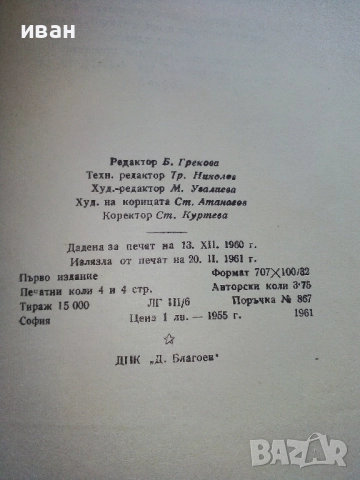 иван
Редактор Б. Грекова
Техн. редактор Тр. Николов
Худ.-редактор М. Увалиева
Худ. на корицата Ст. Атанасов
Коректор Ст. Куртева
Дадена за печат на 13. XII. 1960 г.
Излязла от печат на 20. II. 1961 г.
Първо издание Формат 707×100/32
Печатни коли 4 и 4 стр. Авторски коли 3·75
Тираж 15 000 ЛГ III/6 Поръчка № 867
София Цена 1 лв. — 1955 г. 1961
ДПК „Д. Благоев“
BAZAR
bg